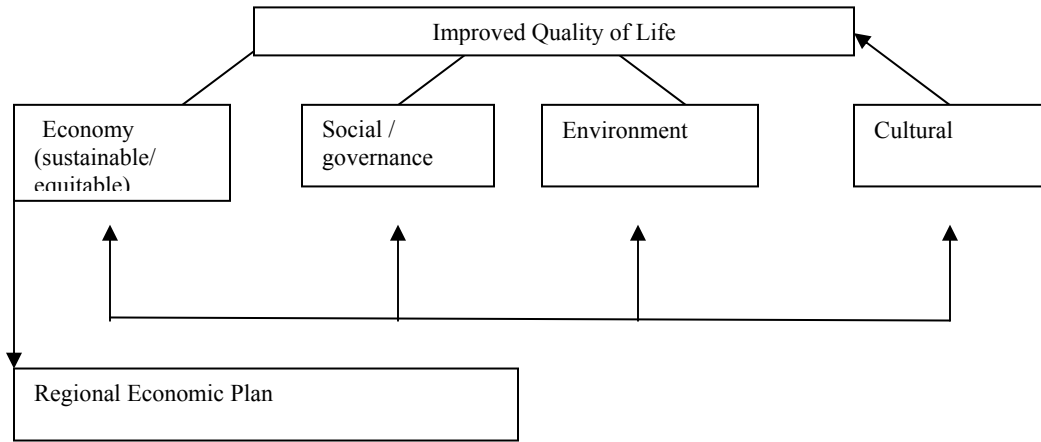 Improved Quality of Life
Economy
(sustainable/
equitable)
Social /
governance
Environment
Cultural
Regional Economic Plan